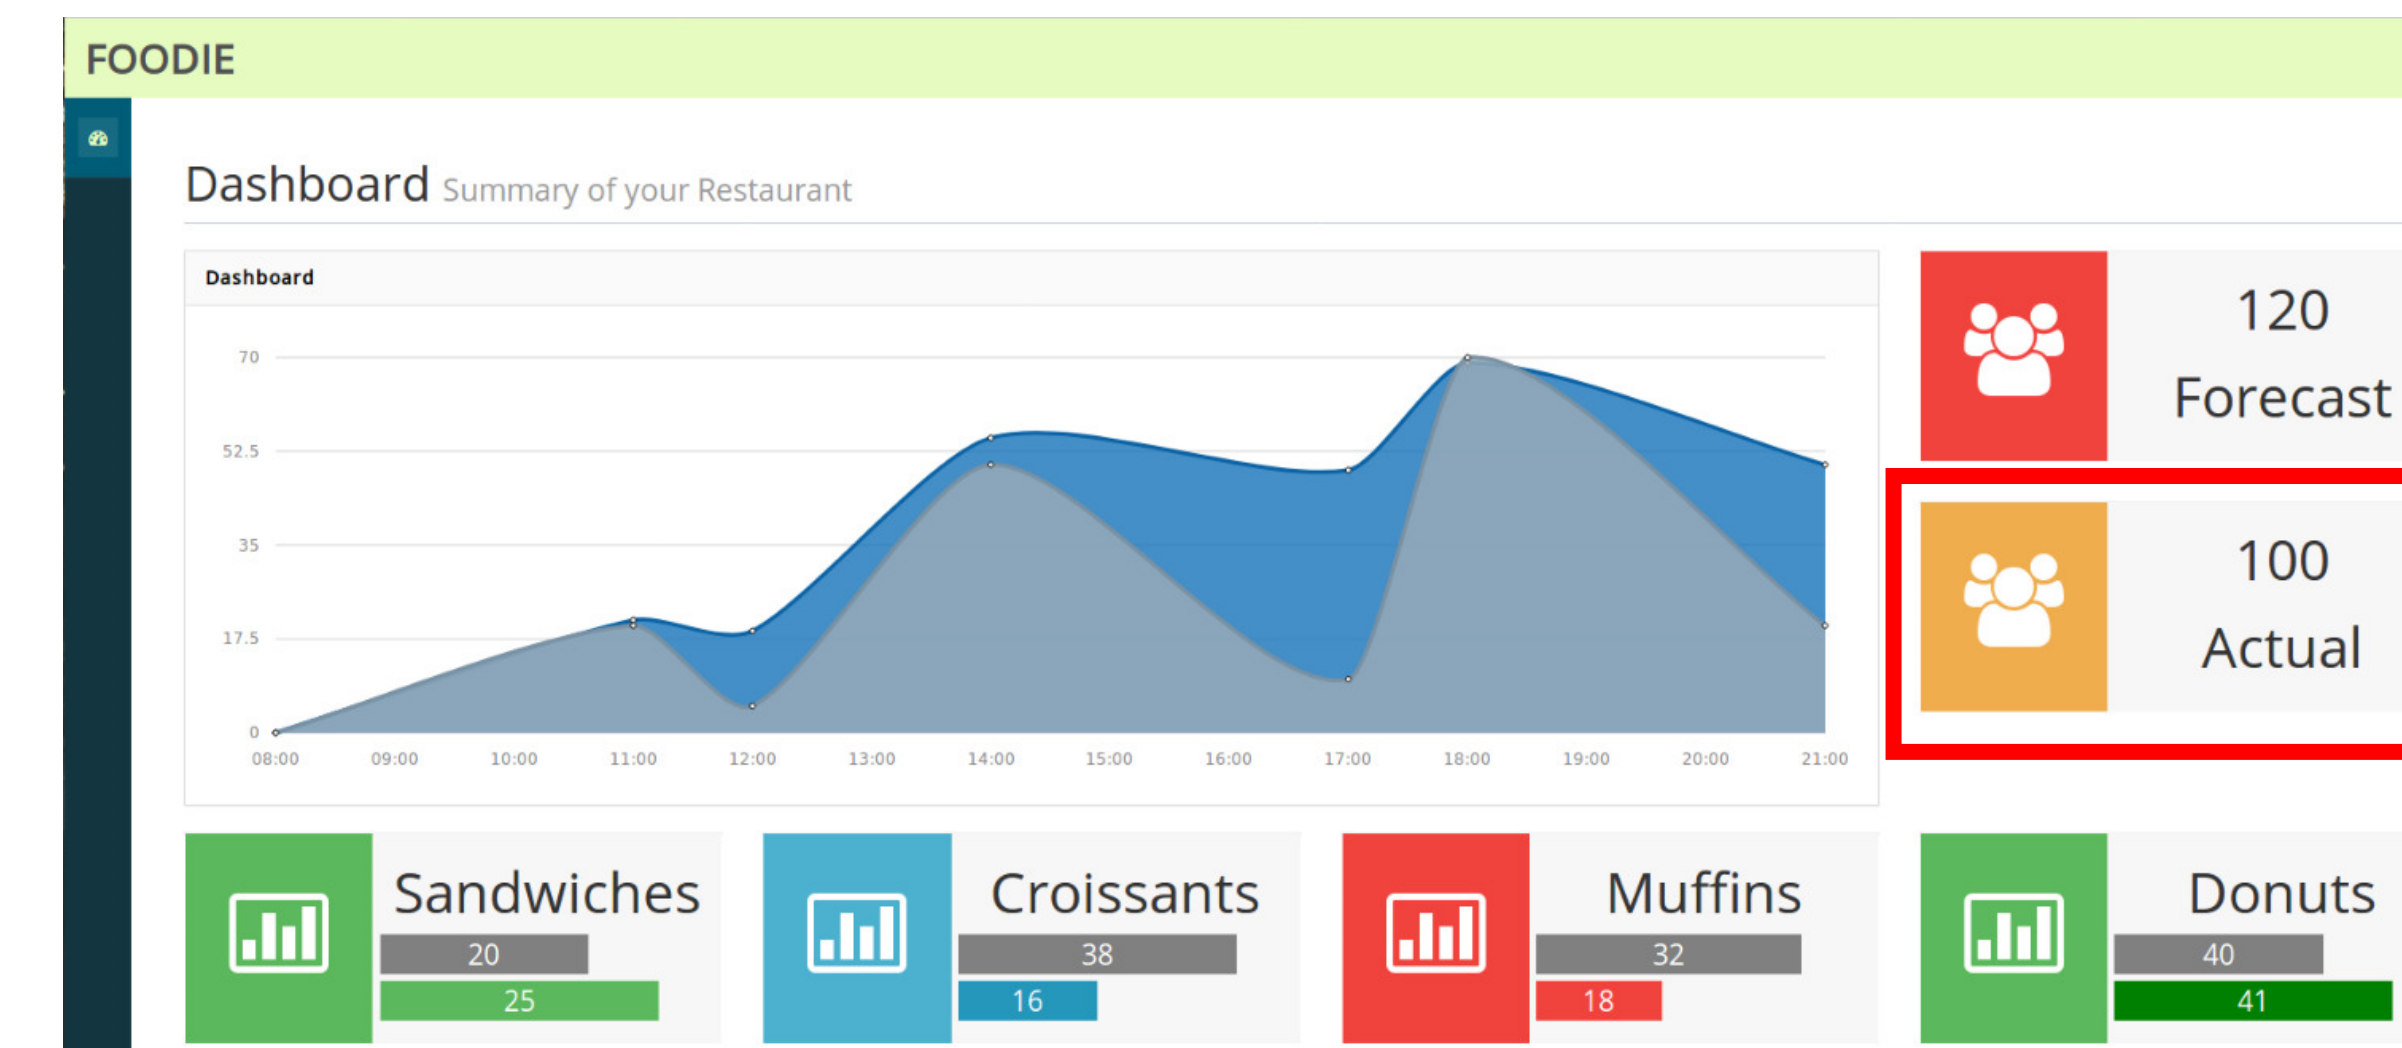 FOODIE
Dashboard Summary of your Restaurant
Dashboard
70
52.5
35
17.5
0
08:00 09:00 10:00 11:00 12:00 13:00 14:00 15:00 16:00 17:00 18:00 19:00 20:00 21:00
120
Forecast
100
Actual
Sandwiches
20
25
Croissants
38
16
Muffins
32
18
Donuts
40
41